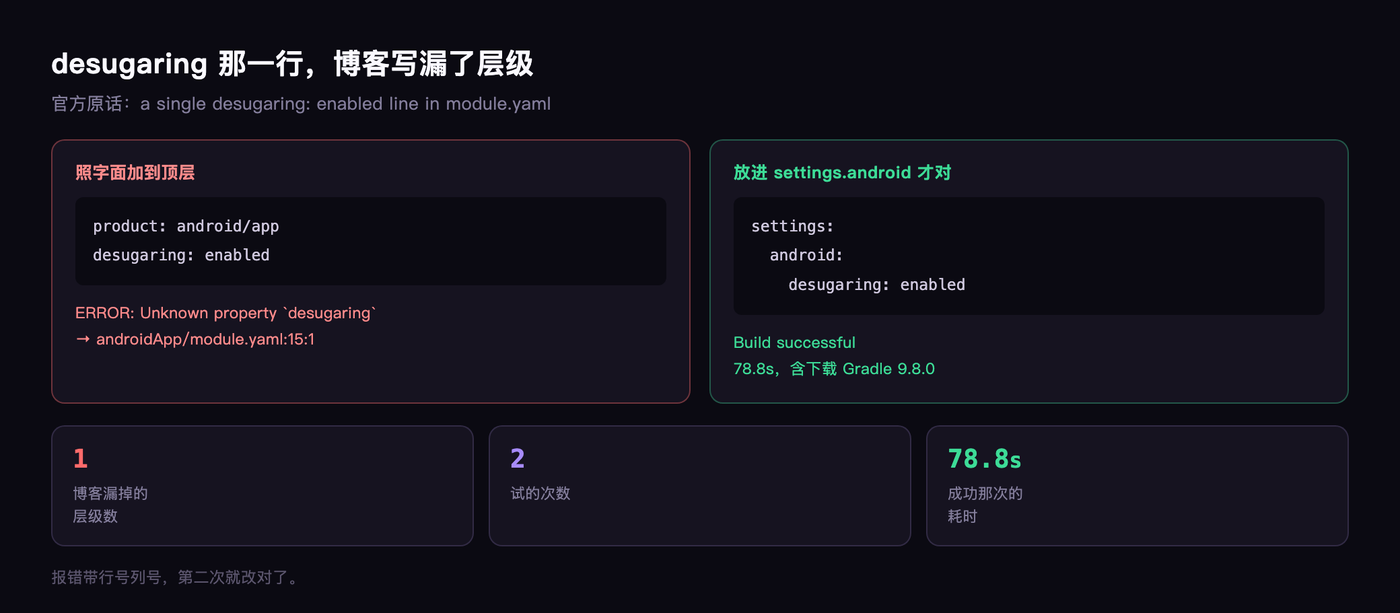 desugaring 那一行，博客写漏了层级
官方原话：a single desugaring: enabled line in module.yaml
照字面加到顶层
product: android/app
desugaring: enabled
ERROR: Unknown property `desugaring`
→ androidApp/module.yaml:15:1
放进 settings.android 才对
settings:
  android:
    desugaring: enabled
Build successful
78.8s，含下载 Gradle 9.8.0
1
博客漏掉的
层级数
2
试的次数
78.8s
成功那次的
耗时
报错带行号列号，第二次就改对了。